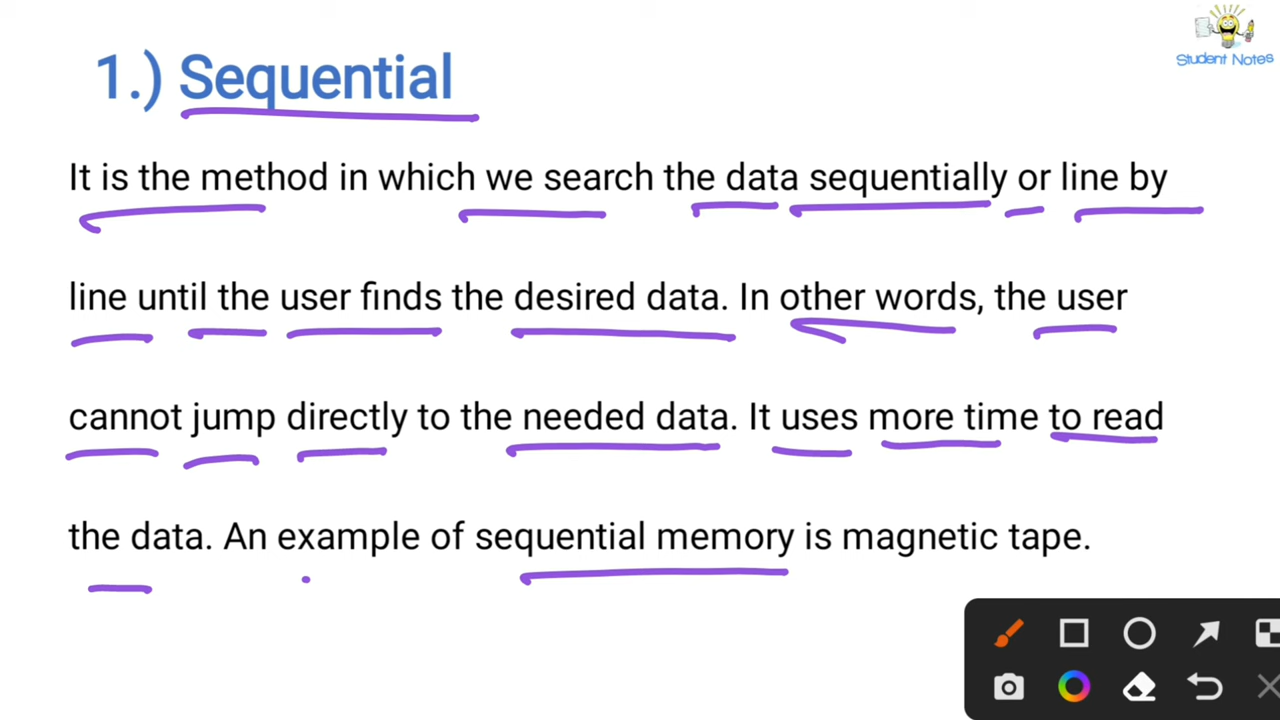 Student Notes
1.) Sequential
It is the method in which we search the data sequentially or line by
line until the user finds the desired data. In other words, the user
cannot jump directly to the needed data. It uses more time to read
the data. An example of sequential memory is magnetic tape.